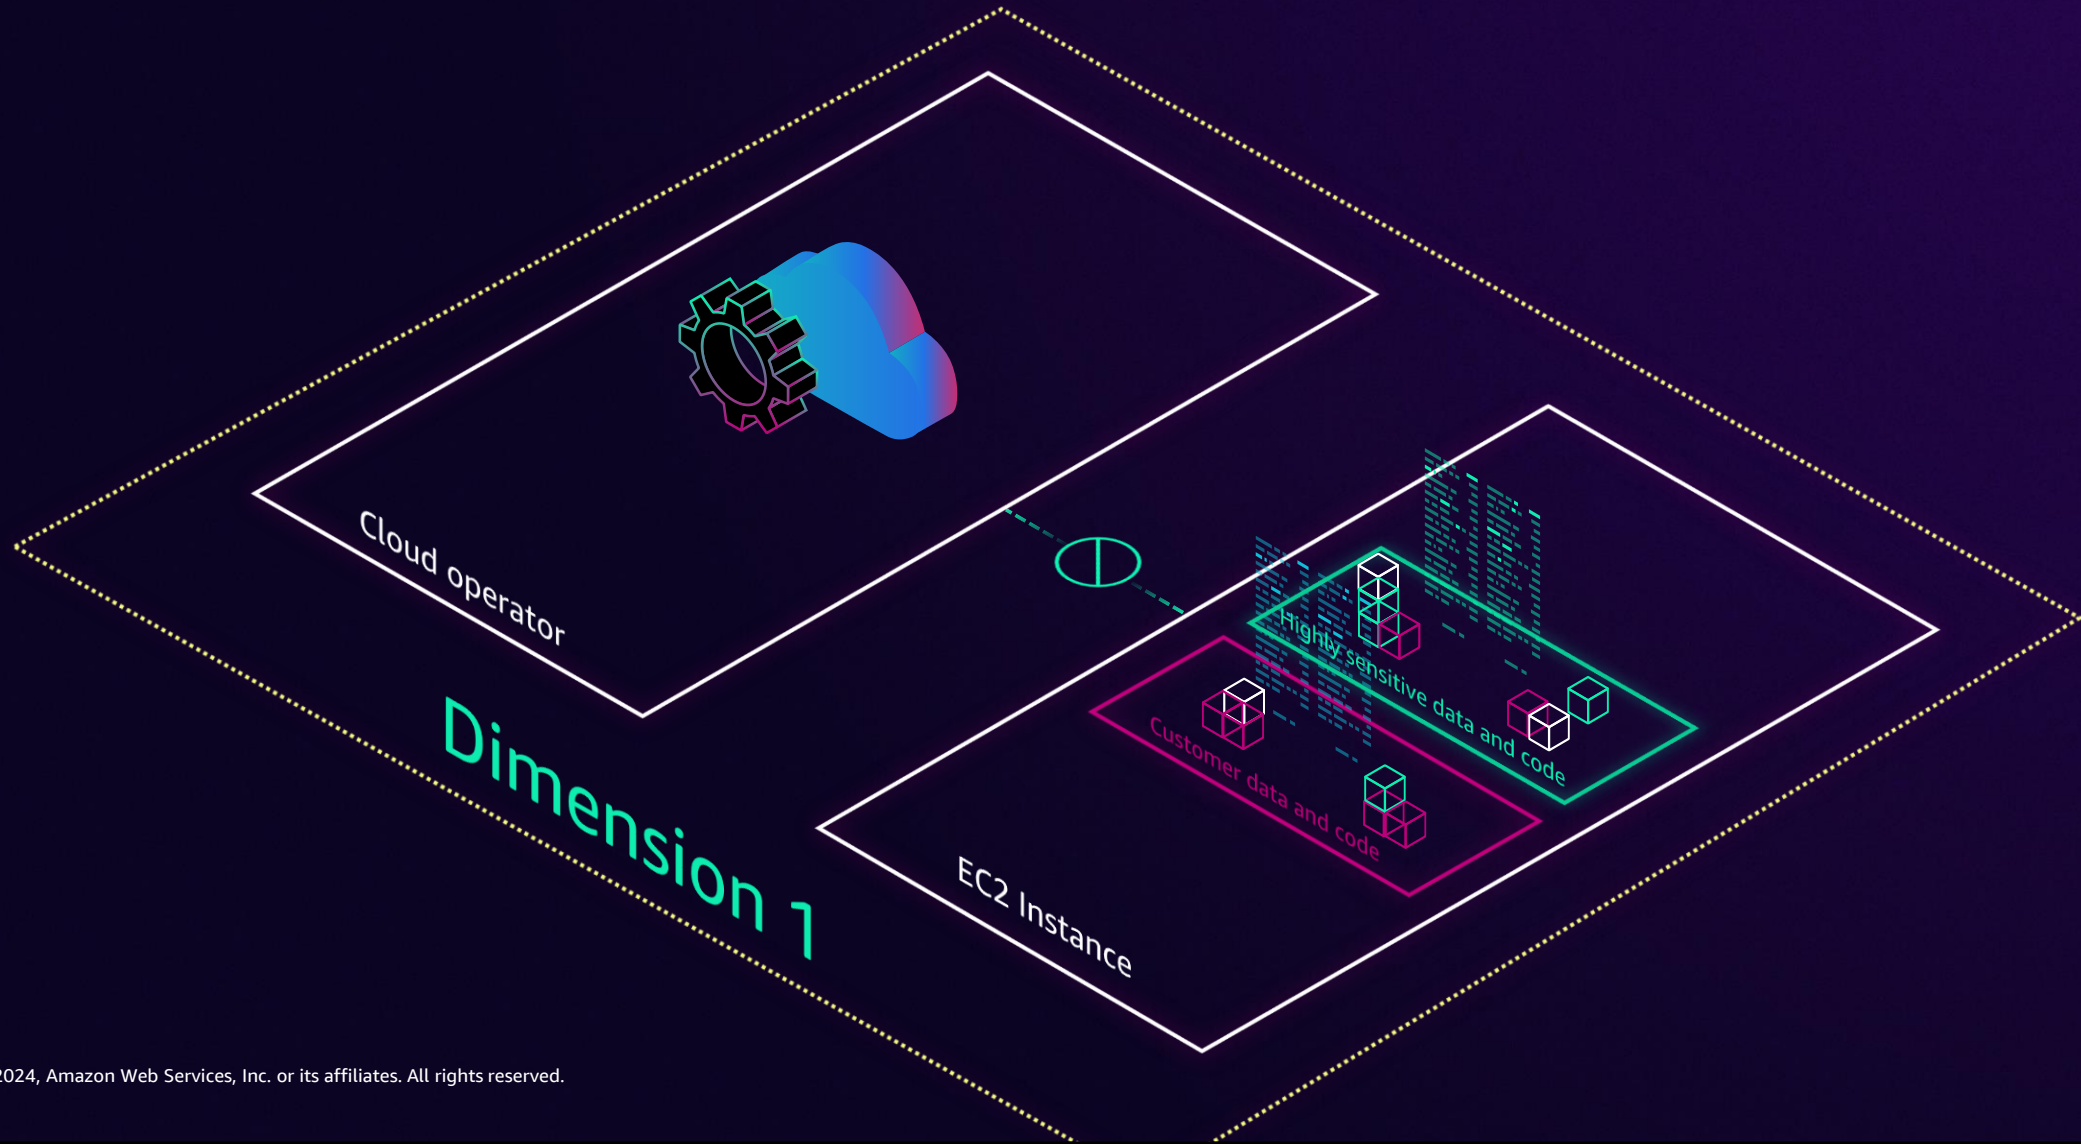 Cloud operator
Dimension 1
EC2 Instance
Highly sensitive data and code
Customer data and code
2024, Amazon Web Services, Inc. or its affiliates. All rights reserved.